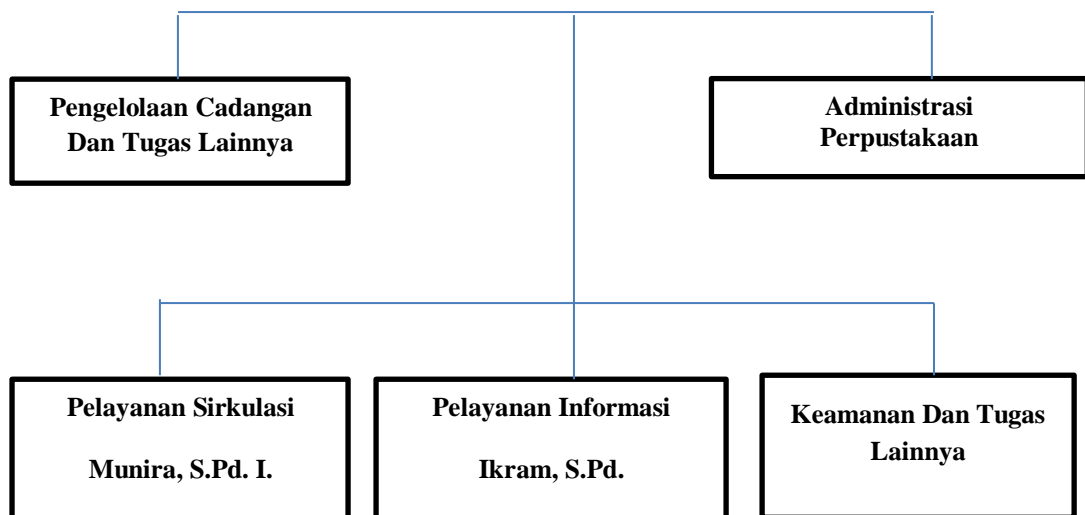 Pengelolaan Cadangan
Dan Tugas Lainnya
Administrasi
Perpustakaan
Pelayanan Sirkulasi
Munira, S.Pd. I.
Pelayanan Informasi
Ikram, S.Pd.
Keamanan Dan Tugas
Lainnya